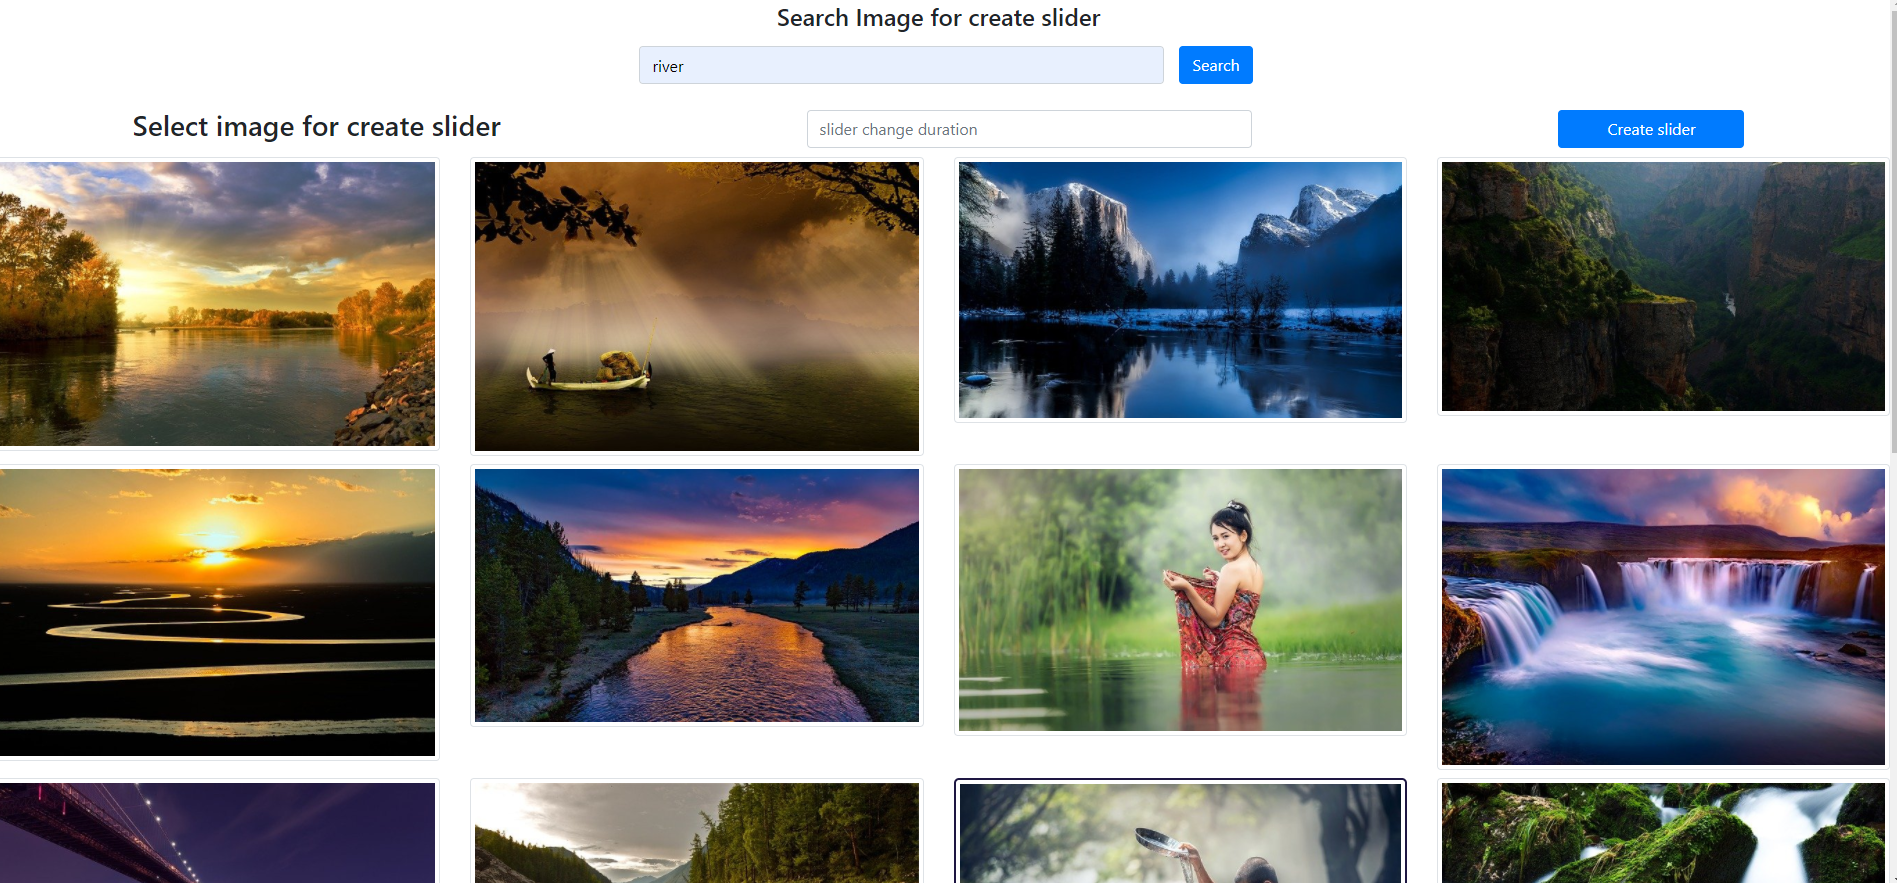 Search Image for create slider
river
Search
Select image for create slider
slider change duration
Create slider